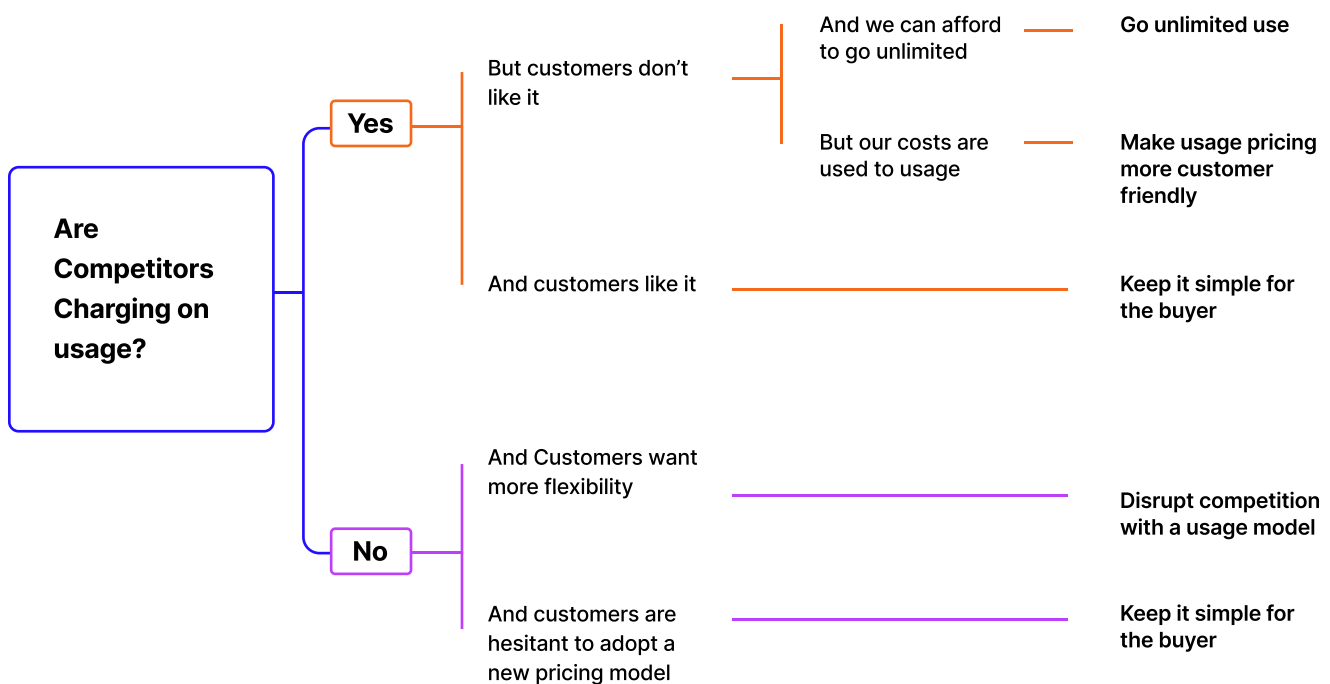 Are
Competitors
Charging on
usage?
Yes
But customers don’t
like it
And we can afford
to go unlimited
Go unlimited use
But our costs are
used to usage
Make usage pricing
more customer
friendly
And customers like it
Keep it simple for
the buyer
No
And Customers want
more flexibility
Disrupt competition
with a usage model
And customers are
hesitant to adopt a
new pricing model
Keep it simple for
the buyer